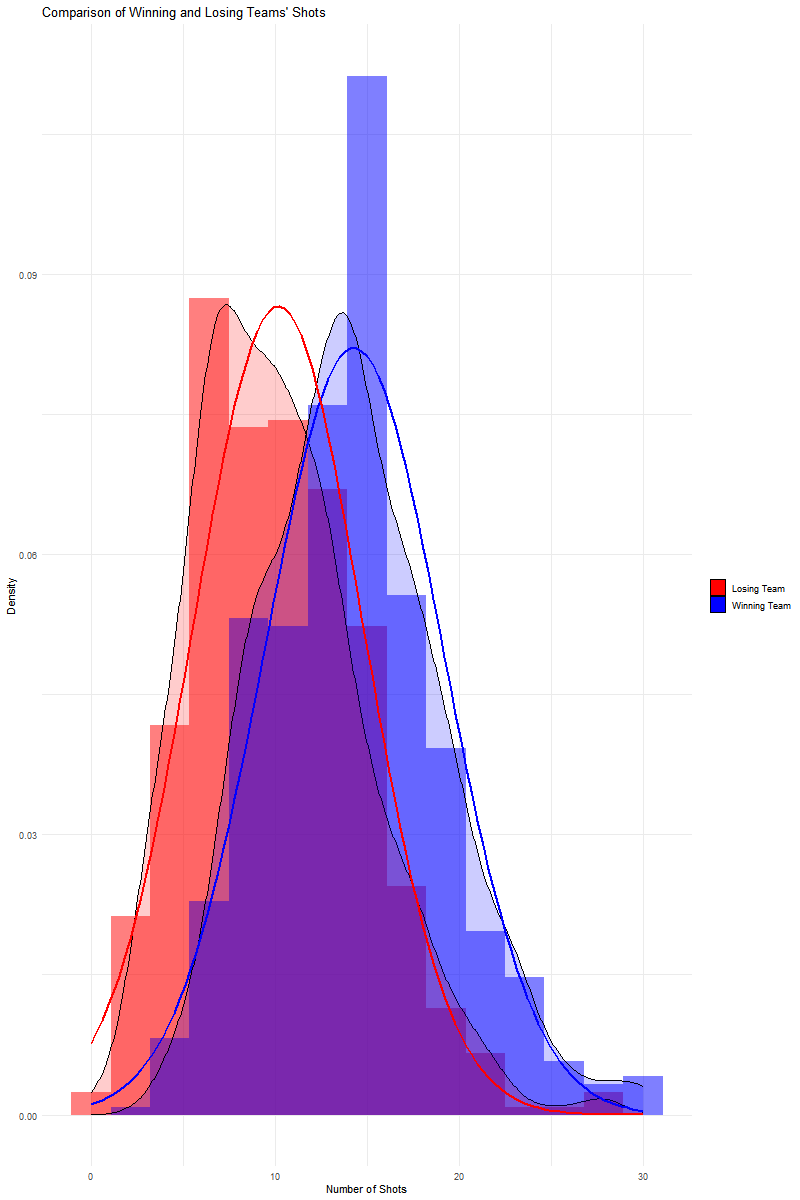 Comparison of Winning and Losing Teams' Shots
Density
0.09
0.06
0.03
0.00
0
10
20
30
Number of Shots
Losing Team
Winning Team